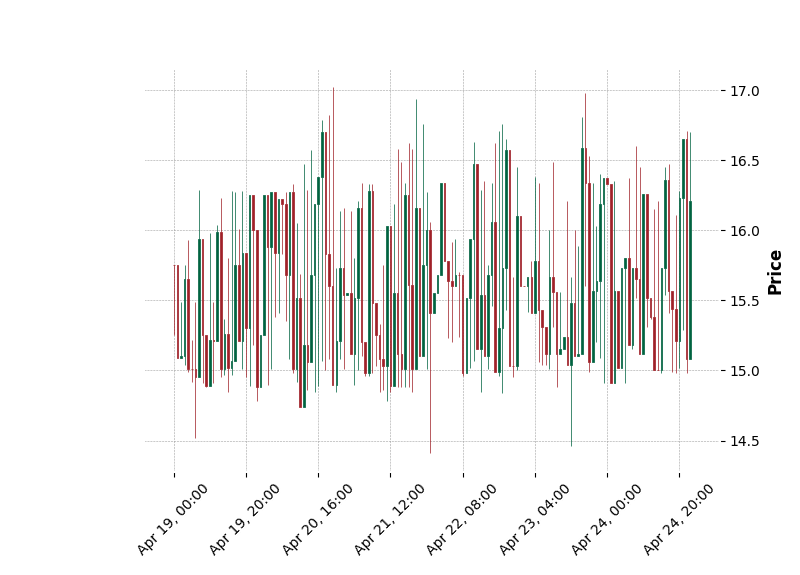 17.0
16.5
16.0
15.5
15.0
14.5
Price
Apr 19, 00:00
Apr 19, 20:00
Apr 20, 16:00
Apr 21, 12:00
Apr 22, 08:00
Apr 23, 04:00
Apr 24, 00:00
Apr 24, 20:00